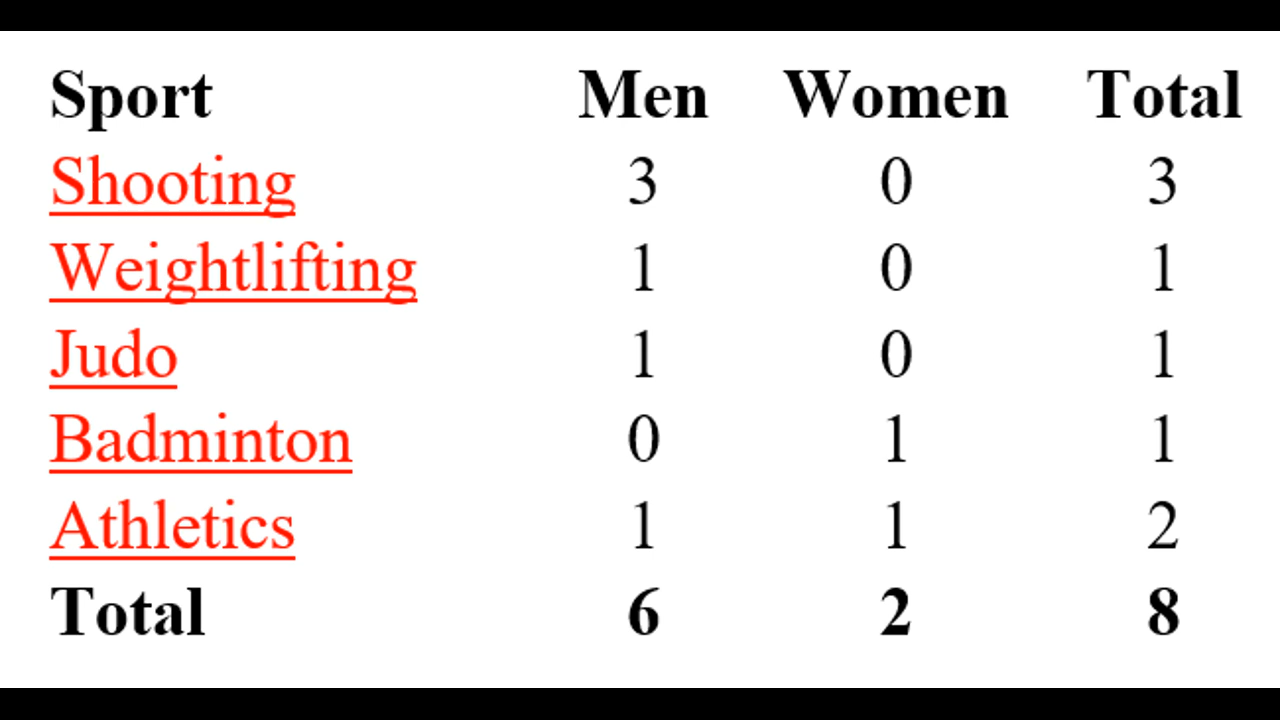 Sport Men Women Total
Shooting 3 0 3
Weightlifting 1 0 1
Judo 1 0 1
Badminton 0 1 1
Athletics 1 1 2
Total 6 2 8